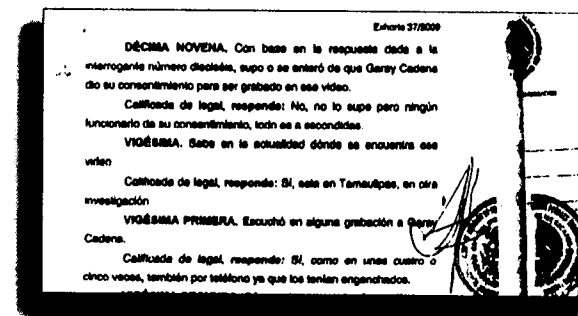 Exhorto 37/2009
DÉCIMA NOVENA. Con base en la respuesta dada a la
interrogante número dieciséis, supo o se enteró de que Garay Cadena
dio su consentimiento para ser grabado en ese video.
Calificada de legal, responde: No, no lo supe pero ningún
funcionario da su consentimiento, todo es a escondidas.
VIGÉSIMA. Sabe en la actualidad dónde se encuentra ese
video
Calificada de legal, responde: Sí, esta en Tamaulipas, en otra
investigación
VIGÉSIMA PRIMERA. Escuchó en alguna grabación a Garay
Cadena.
Calificada de legal, responde: Sí, como en unas cuatro o
cinco veces, también por teléfono ya que los tenían enganchados.